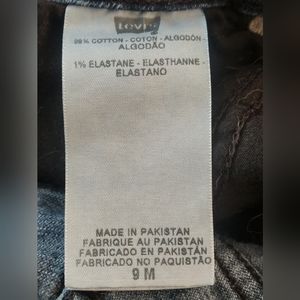 Levi's
99% COTTON - COTON - ALGODÓN
ALGODÃO
1% ELASTANE - ELASTHANNE -
ELASTANO
MADE IN PAKISTAN
FABRIQUE AU PAKISTAN
FABRICADO EN PAKISTÁN
FABRICADO NO PAQUISTÃO
9 M